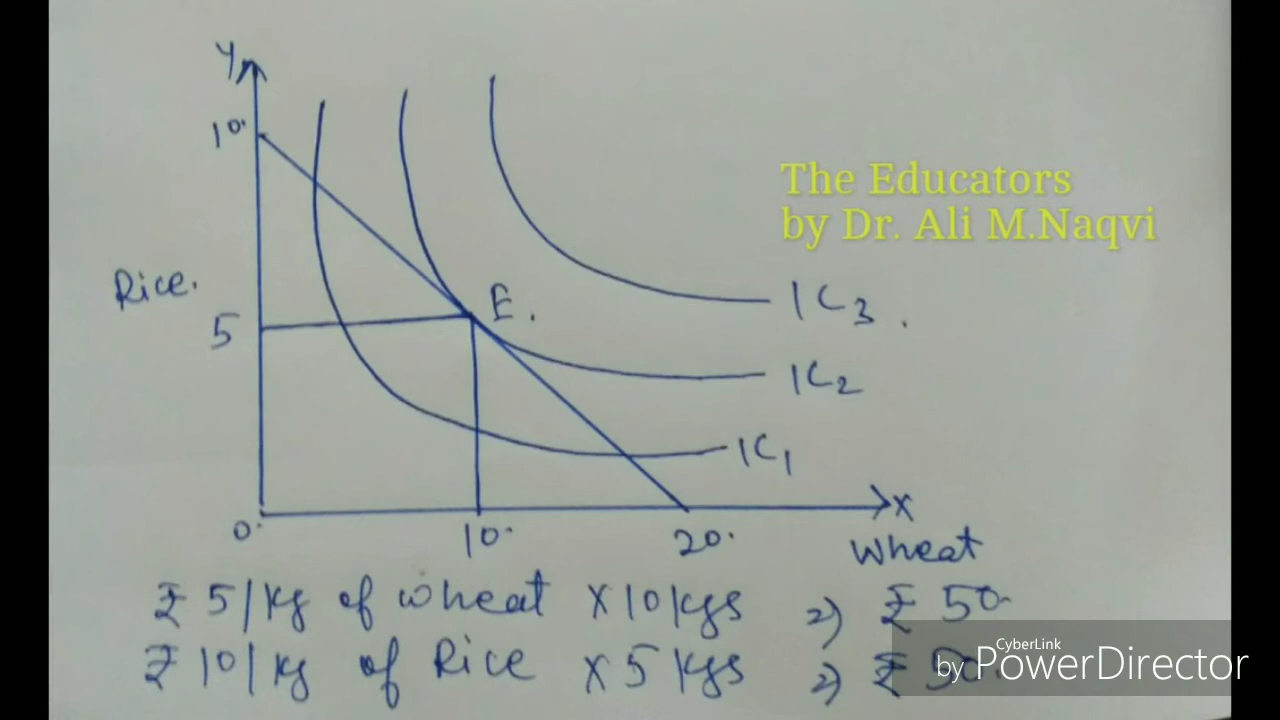 Y
10.
The Educators
by Dr. Ali M.Naqvi
Rice.
E.
IC3.
5
IC2
IC1
0.
10.
20.
X
Wheat
₹ 5/kg of wheat X 10 kgs ⇒ ₹ 50
₹ 10/kg of Rice X 5 kgs ⇒ ₹ 50.
CyberLink
by PowerDirector